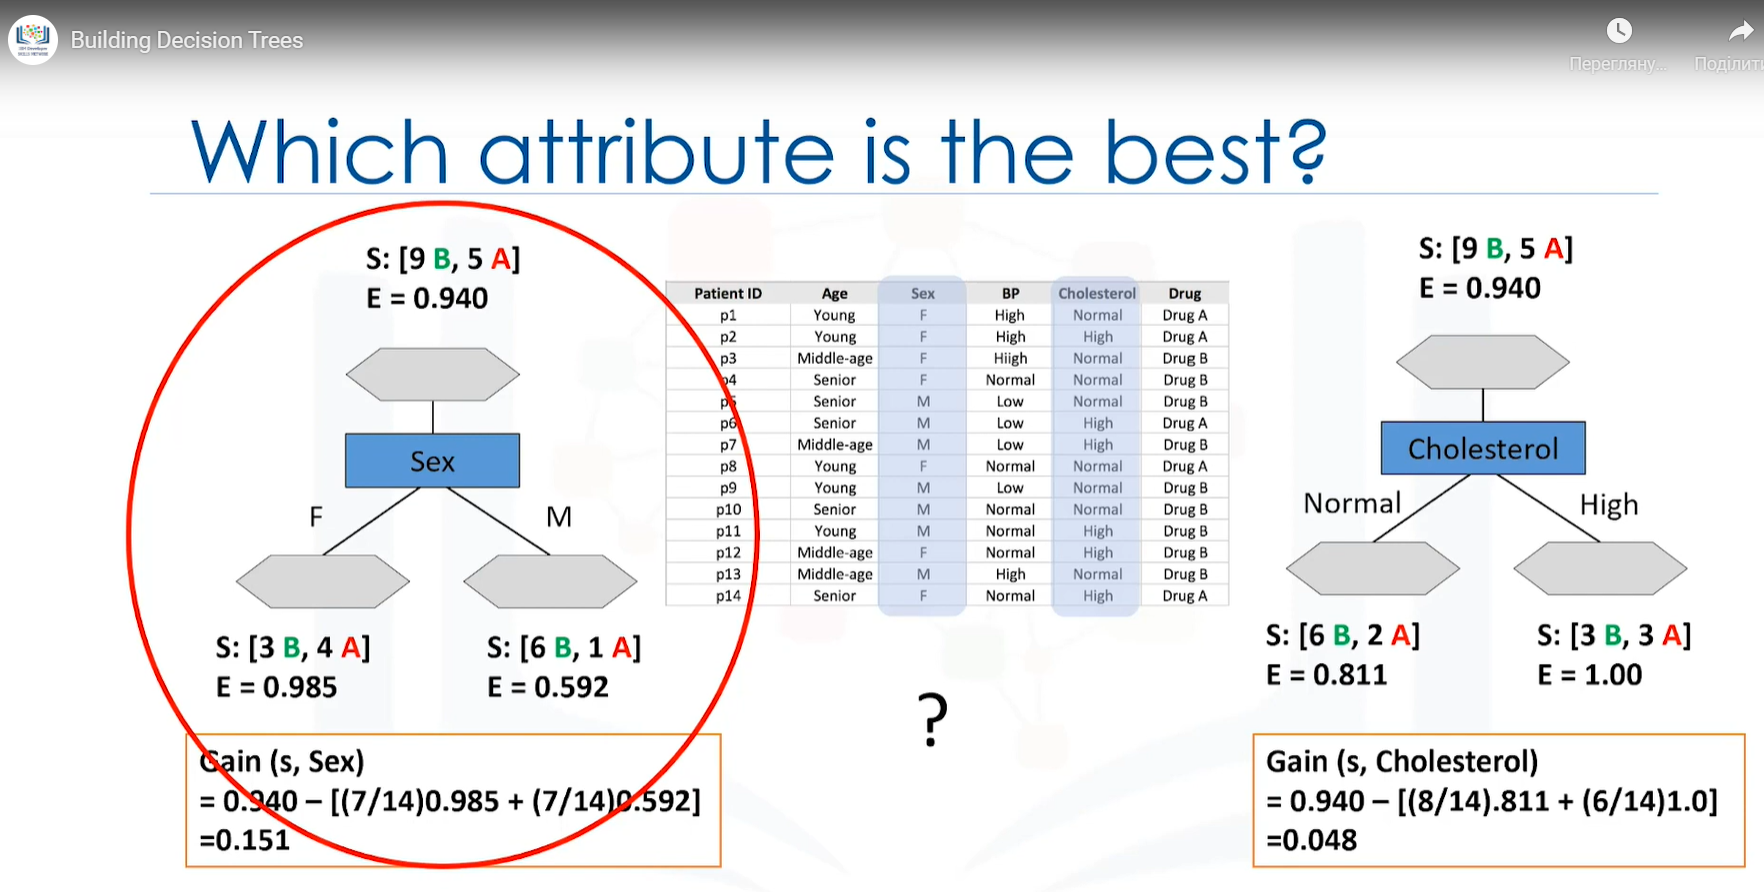 Building Decision Trees
Перегляну...
Поділити
Which attribute is the best?
S: [9 B, 5 A]
E = 0.940
Sex
F
M
S: [3 B, 4 A]
E = 0.985
S: [6 B, 1 A]
E = 0.592
Gain (s, Sex)
= 0.940 – [(7/14)0.985 + (7/14)0.592]
=0.151
Patient ID Age Sex BP Cholesterol Drug
p1 Young F High Normal Drug A
p2 Young F High High Drug A
p3 Middle-age F Hiigh Normal Drug B
p4 Senior F Normal Normal Drug B
p5 Senior M Low Normal Drug B
p6 Senior M Low High Drug A
p7 Middle-age M Low High Drug B
p8 Young F Normal Normal Drug A
p9 Young M Low Normal Drug B
p10 Senior M Normal Normal Drug B
p11 Young M Normal High Drug B
p12 Middle-age F Normal High Drug B
p13 Middle-age M High Normal Drug B
p14 Senior F Normal High Drug A
?
S: [9 B, 5 A]
E = 0.940
Cholesterol
Normal
High
S: [6 B, 2 A]
E = 0.811
S: [3 B, 3 A]
E = 1.00
Gain (s, Cholesterol)
= 0.940 – [(8/14).811 + (6/14)1.0]
=0.048